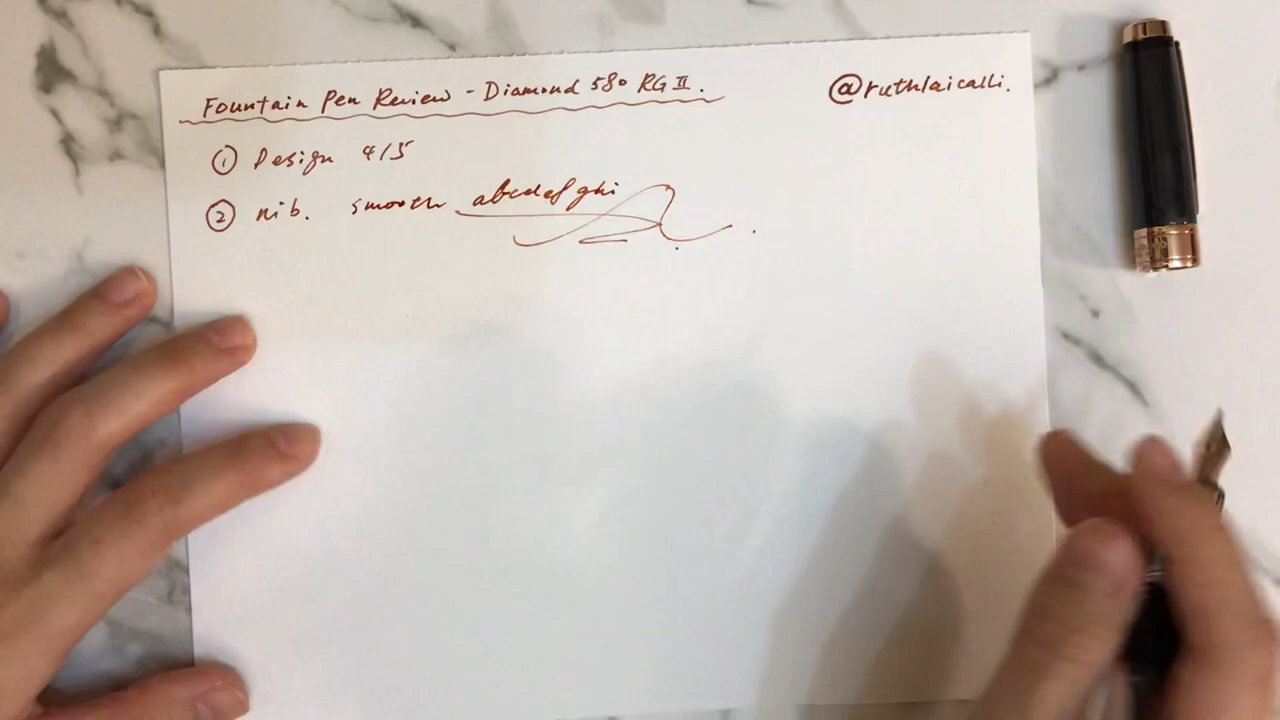 Fountain Pen Review - Diamond 580 RG II.
@ruthlaicalli.
① Design 4/5
② nib. smooth abcdefghi